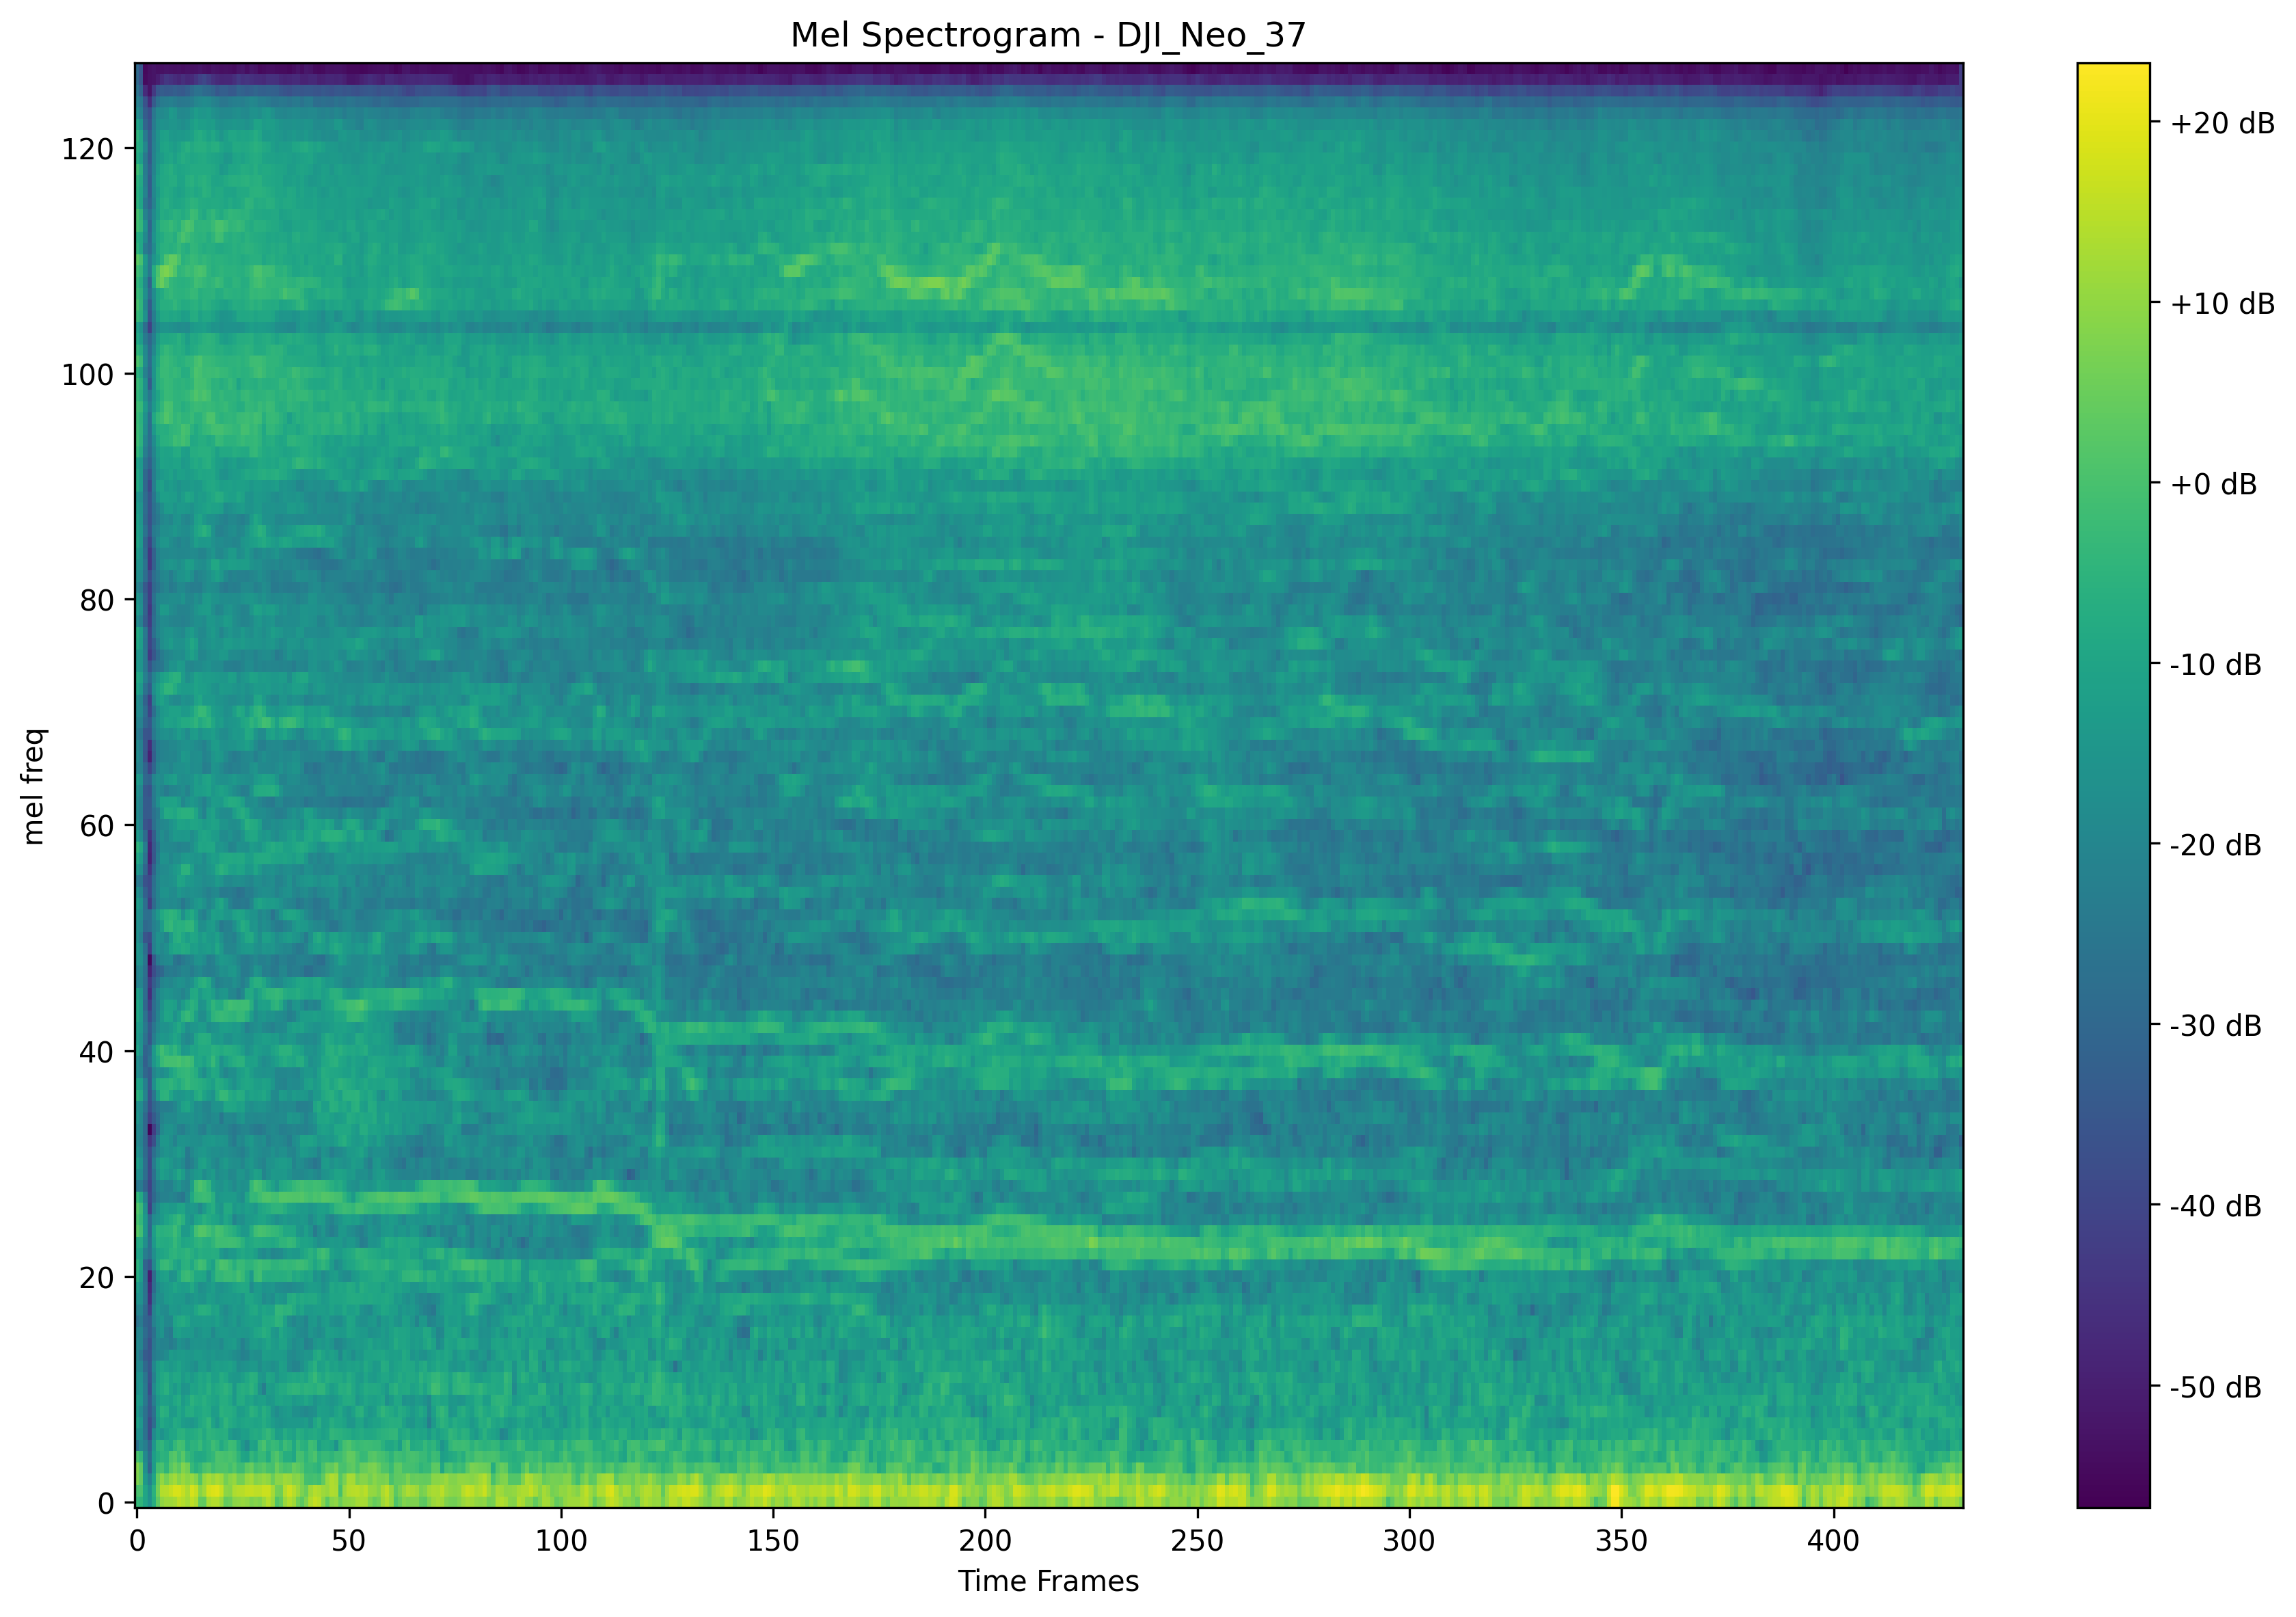 Mel Spectrogram - DJI_Neo_37
mel freq
120
100
80
60
40
20
0
0 50 100 150 200 250 300 350 400
Time Frames
+20 dB
+10 dB
+0 dB
-10 dB
-20 dB
-30 dB
-40 dB
-50 dB